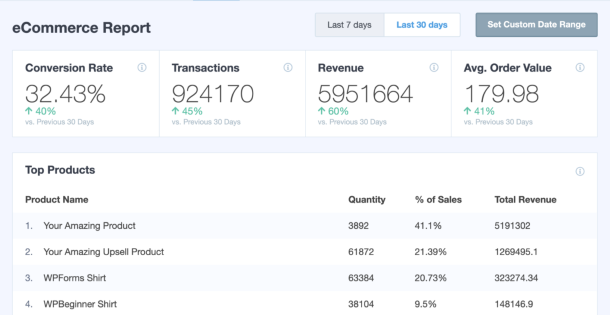 eCommerce Report
Last 7 days Last 30 days Set Custom Date Range
Conversion Rate Transactions Revenue Avg. Order Value
32.43% 924170 5951664 179.98
↑ 40% ↑ 45% ↑ 60% ↑ 41%
vs. Previous 30 Days vs. Previous 30 Days vs. Previous 30 Days vs. Previous 30 Days
Top Products
Product Name Quantity % of Sales Total Revenue
1. Your Amazing Product 3892 41.1% 5191302
2. Your Amazing Upsell Product 61872 21.39% 1269495.1
3. WPForms Shirt 63384 20.73% 323274.34
4. WPBeginner Shirt 38104 9.5% 148146.9